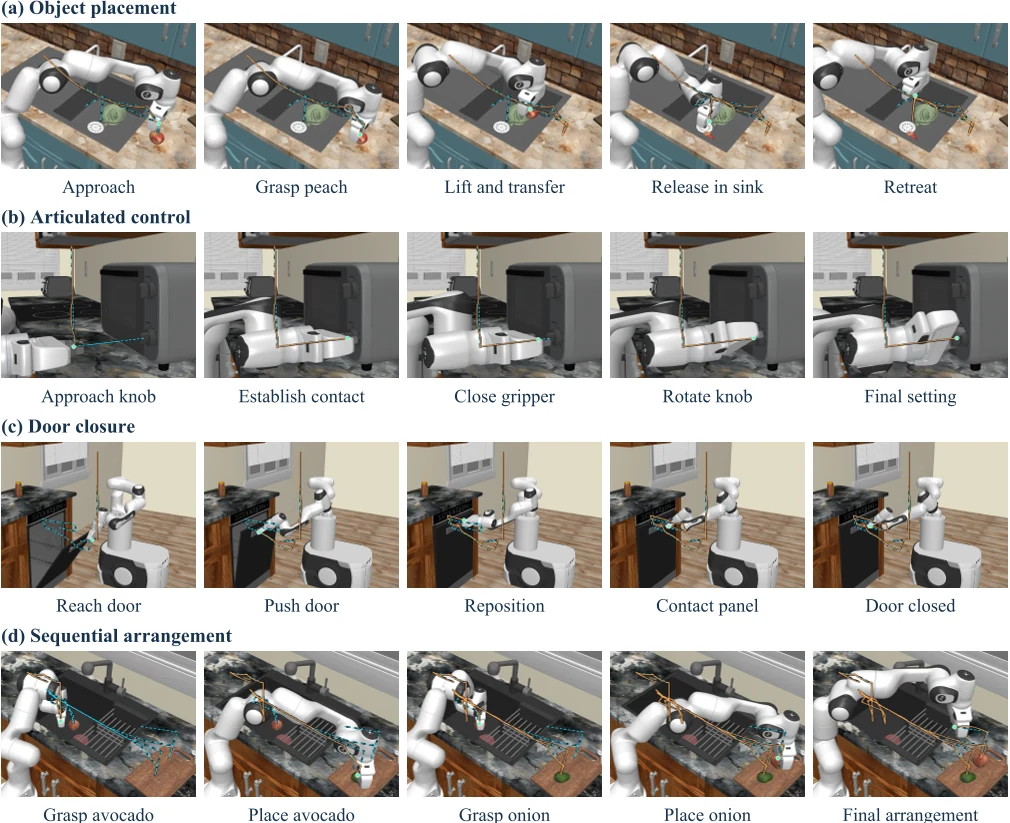 (a) Object placement
Approach
Grasp peach
Lift and transfer
Release in sink
Retreat
(b) Articulated control
Approach knob
Establish contact
Close gripper
Rotate knob
Final setting
(c) Door closure
Reach door
Push door
Reposition
Contact panel
Door closed
(d) Sequential arrangement
Grasp avocado
Place avocado
Grasp onion
Place onion
Final arrangement